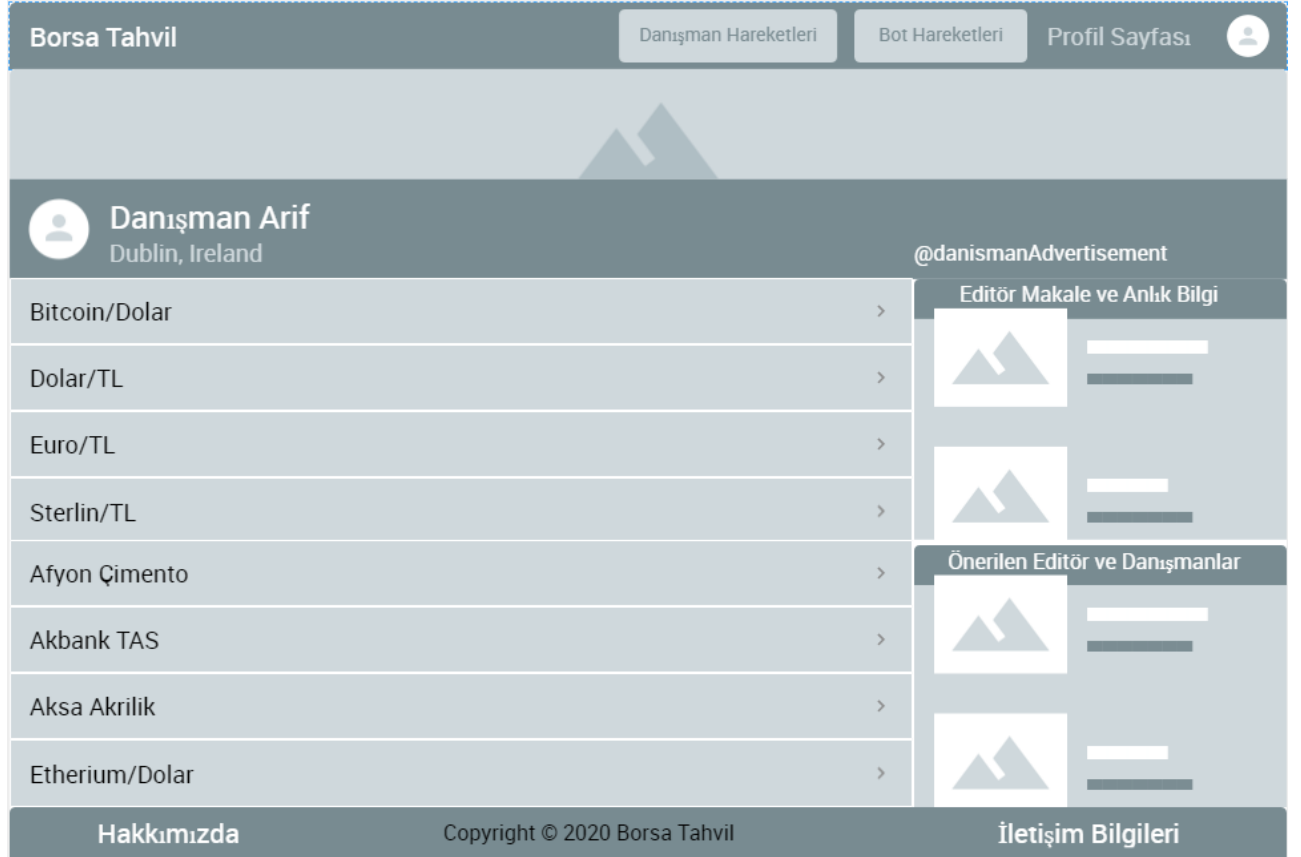 Borsa Tahvil
Danışman Hareketleri
Bot Hareketleri
Profil Sayfası
Danışman Arif
Dublin, Ireland
@danismanAdvertisement
Bitcoin/Dolar
Dolar/TL
Euro/TL
Sterlin/TL
Afyon Çimento
Akbank TAS
Aksa Akrilik
Etherium/Dolar
Editör Makale ve Anlık Bilgi
Önerilen Editör ve Danışmanlar
Hakkımızda
Copyright © 2020 Borsa Tahvil
İletişim Bilgileri